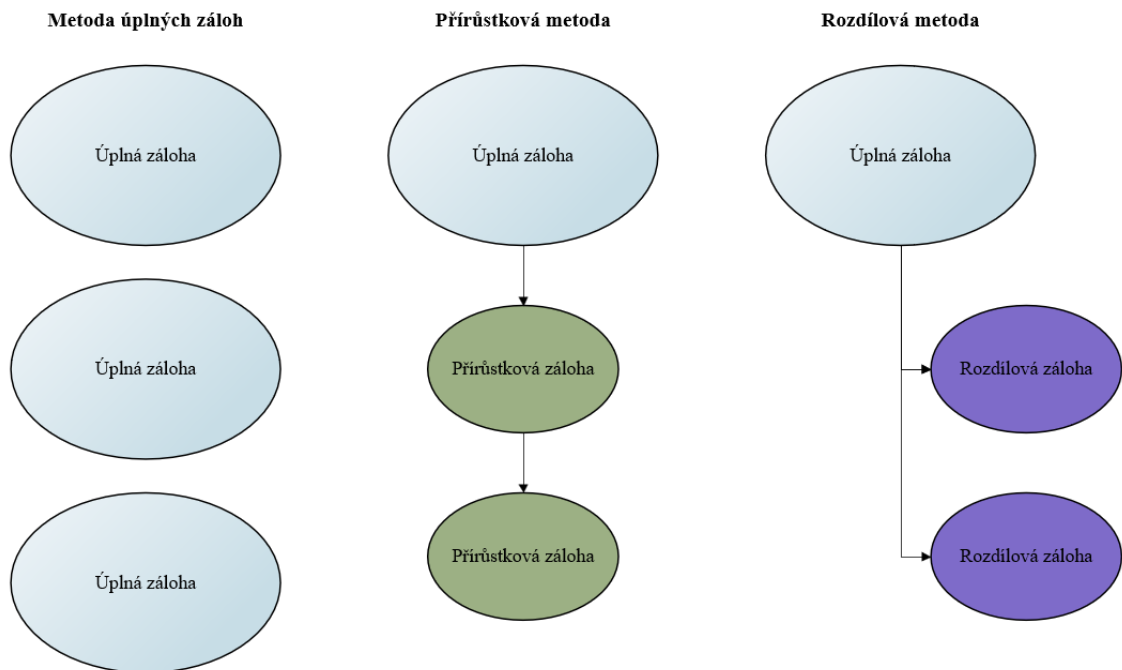 Metoda úplných záloh
Přírůstková metoda
Rozdílová metoda
Úplná záloha
Úplná záloha
Úplná záloha
Úplná záloha
Přírůstková záloha
Rozdílová záloha
Úplná záloha
Přírůstková záloha
Rozdílová záloha